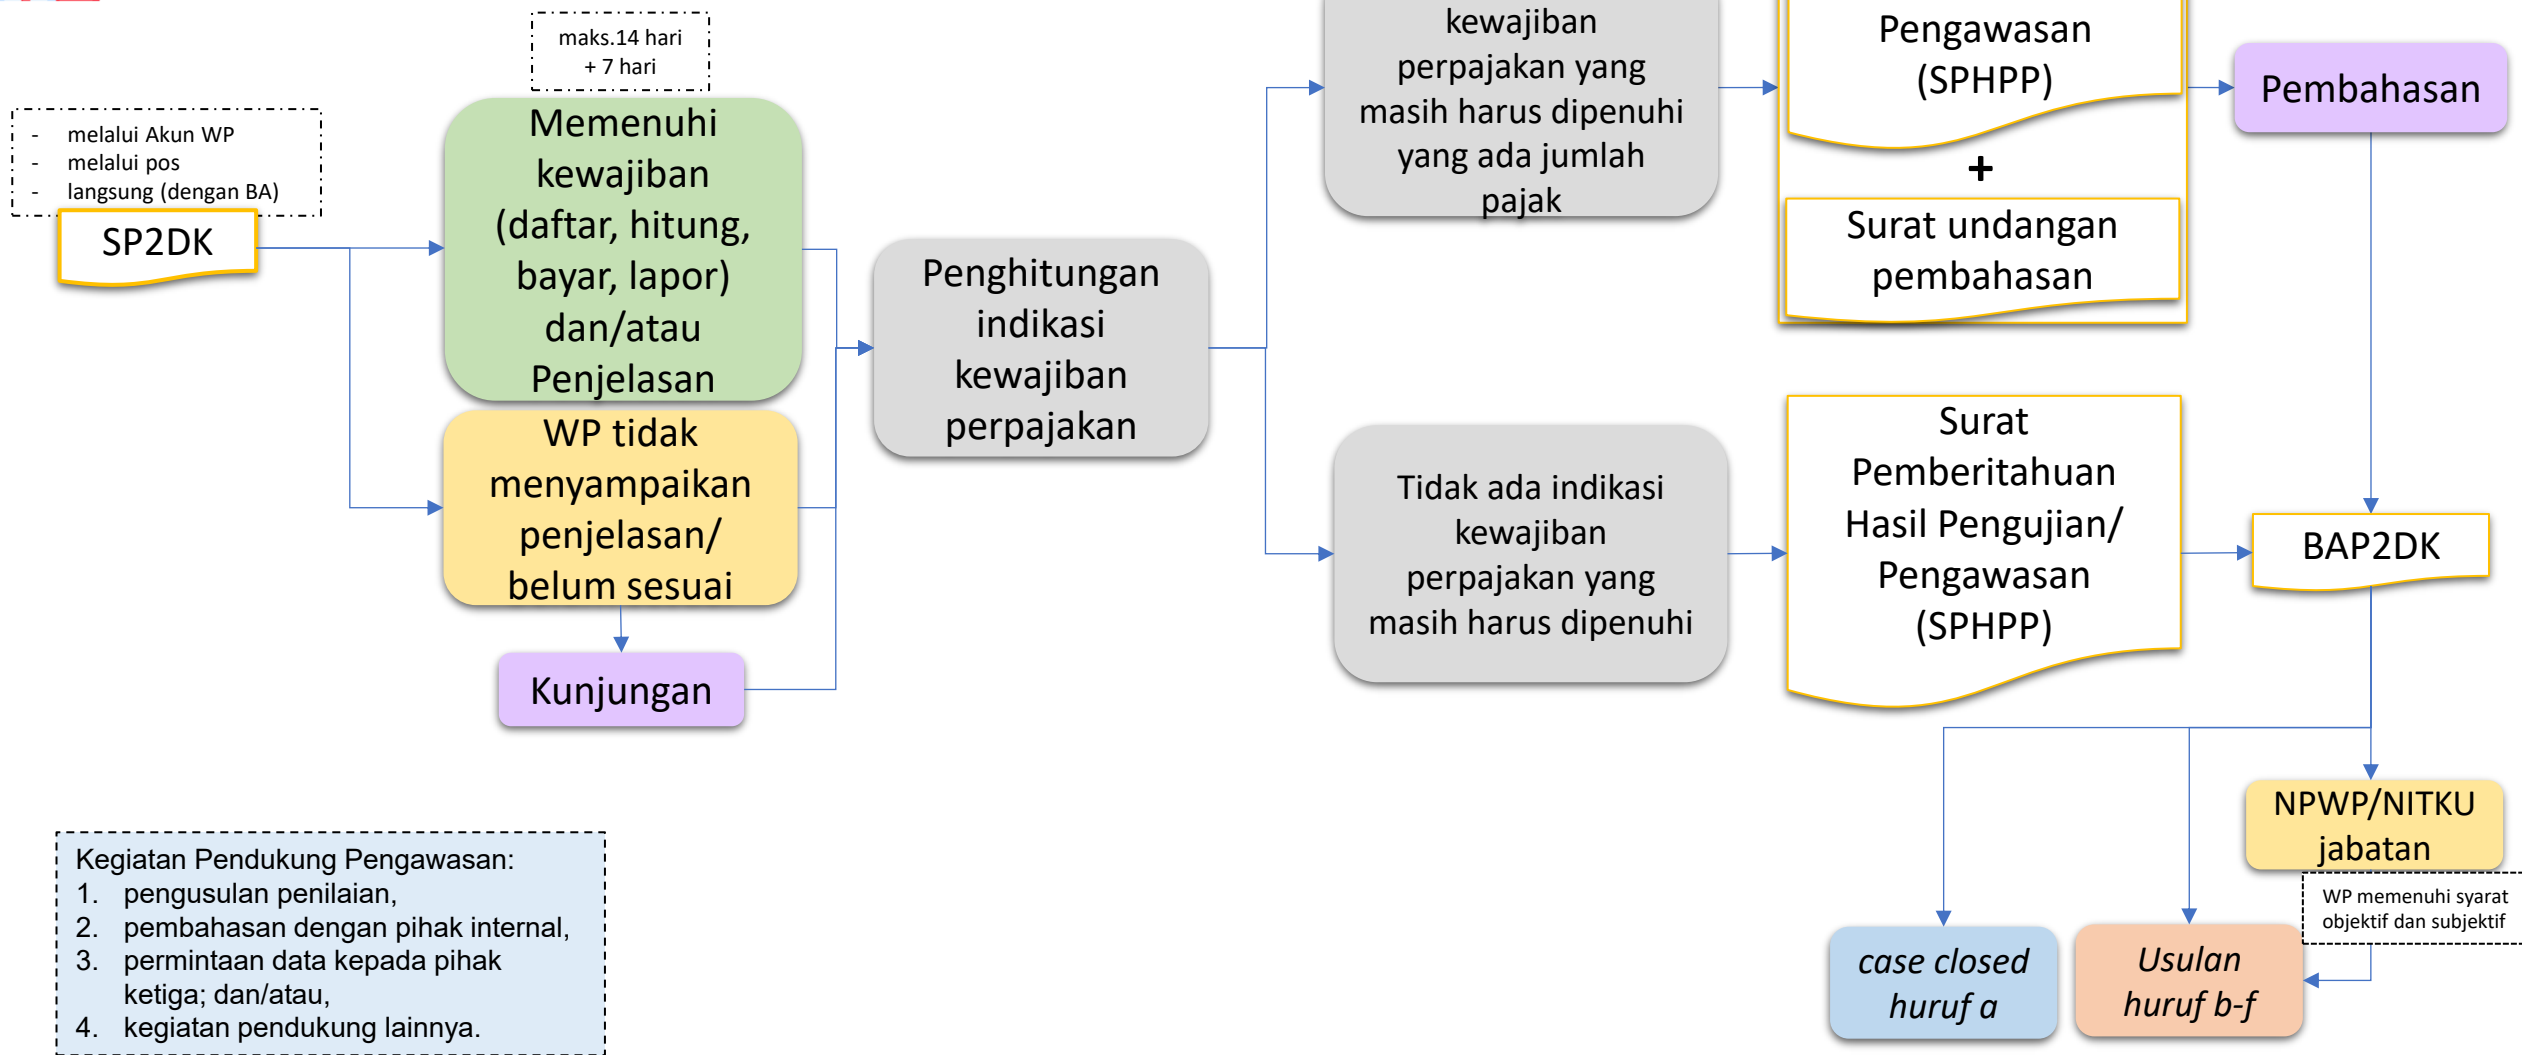 maks.14 hari
+ 7 hari
- melalui Akun WP
- melalui pos
- langsung (dengan BA)
SP2DK
Memenuhi
kewajiban
(daftar, hitung,
bayar, lapor)
dan/atau
Penjelasan
WP tidak
menyampaikan
penjelasan/
belum sesuai
Kunjungan
Penghitungan
indikasi
kewajiban
perpajakan
kewajiban
perpajakan yang
masih harus dipenuhi
yang ada jumlah
pajak
Pengawasan
(SPHPP)
+
Surat undangan
pembahasan
Pembahasan
Tidak ada indikasi
kewajiban
perpajakan yang
masih harus dipenuhi
Surat
Pemberitahuan
Hasil Pengujian/
Pengawasan
(SPHPP)
BAP2DK
NPWP/NITKU
jabatan
WP memenuhi syarat
objektif dan subjektif
case closed
huruf a
Usulan
huruf b-f
Kegiatan Pendukung Pengawasan:
1. pengusulan penilaian,
2. pembahasan dengan pihak internal,
3. permintaan data kepada pihak
ketiga; dan/atau,
4. kegiatan pendukung lainnya.